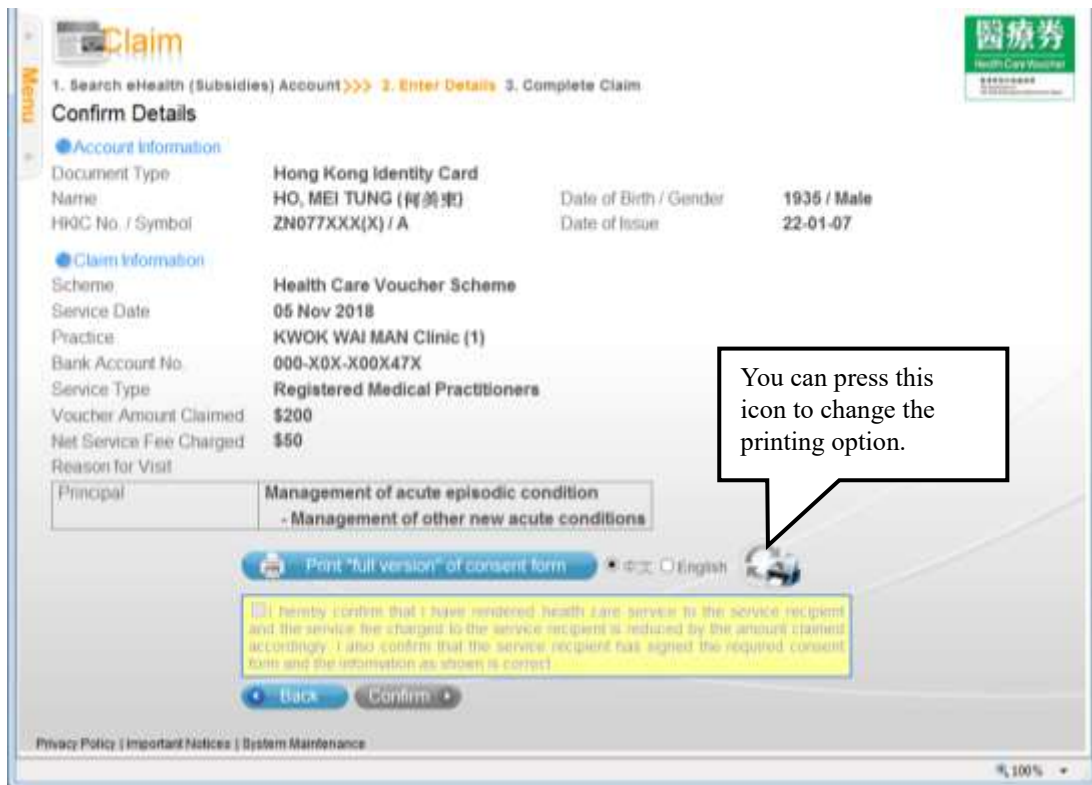 Claim
醫療券
Health Care Voucher
Menu
1. Search eHealth (Subsidies) Account>>> 2. Enter Details 3. Complete Claim
Confirm Details
Account Information
Document Type Hong Kong Identity Card
Name HO, MEI TUNG (何美東) Date of Birth / Gender 1935 / Male
HKIC No. / Symbol ZN077XXX(X) / A Date of Issue 22-01-07
Claim Information
Scheme Health Care Voucher Scheme
Service Date 05 Nov 2018
Practice KWOK WAI MAN Clinic (1)
Bank Account No. 000-X0X-X00X47X
Service Type Registered Medical Practitioners
Voucher Amount Claimed $200
Net Service Fee Charged $50
Reason for Visit
Principal Management of acute episodic condition
- Management of other new acute conditions
You can press this
icon to change the
printing option.
Print "full version" of consent form 中文 English
I hereby confirm that I have rendered health care service to the service recipient
and the service fee charged to the service recipient is reduced by the amount claimed
accordingly. I also confirm that the service recipient has signed the required consent
form and the information as shown is correct
Back Confirm
Privacy Policy | Important Notices | System Maintenance
100%